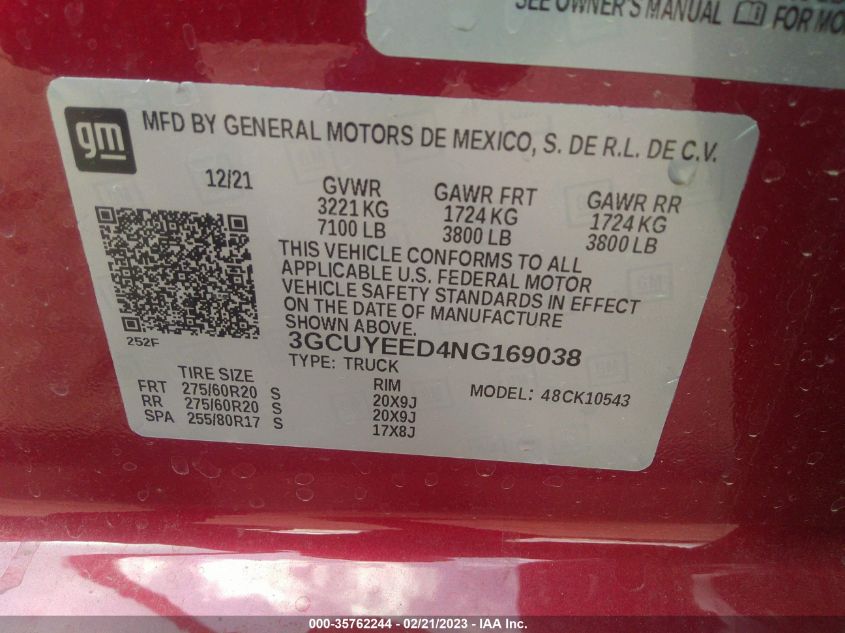 SEE OWNER'S MANUAL FOR MO
gm
MFD BY GENERAL MOTORS DE MEXICO, S. DE R.L. DE C.V.
12/21 GVWR GAWR FRT GAWR RR
3221 KG 1724 KG 1724 KG
7100 LB 3800 LB 3800 LB
THIS VEHICLE CONFORMS TO ALL
APPLICABLE U.S. FEDERAL MOTOR
VEHICLE SAFETY STANDARDS IN EFFECT
ON THE DATE OF MANUFACTURE
SHOWN ABOVE.
252F
3GCUYEED4NG169038
TYPE: TRUCK
TIRE SIZE RIM MODEL: 48CK10543
FRT 275/60R20 S 20X9J
RR 275/60R20 S 20X9J
SPA 255/80R17 S 17X8J
000-35762244 - 02/21/2023 - IAA Inc.